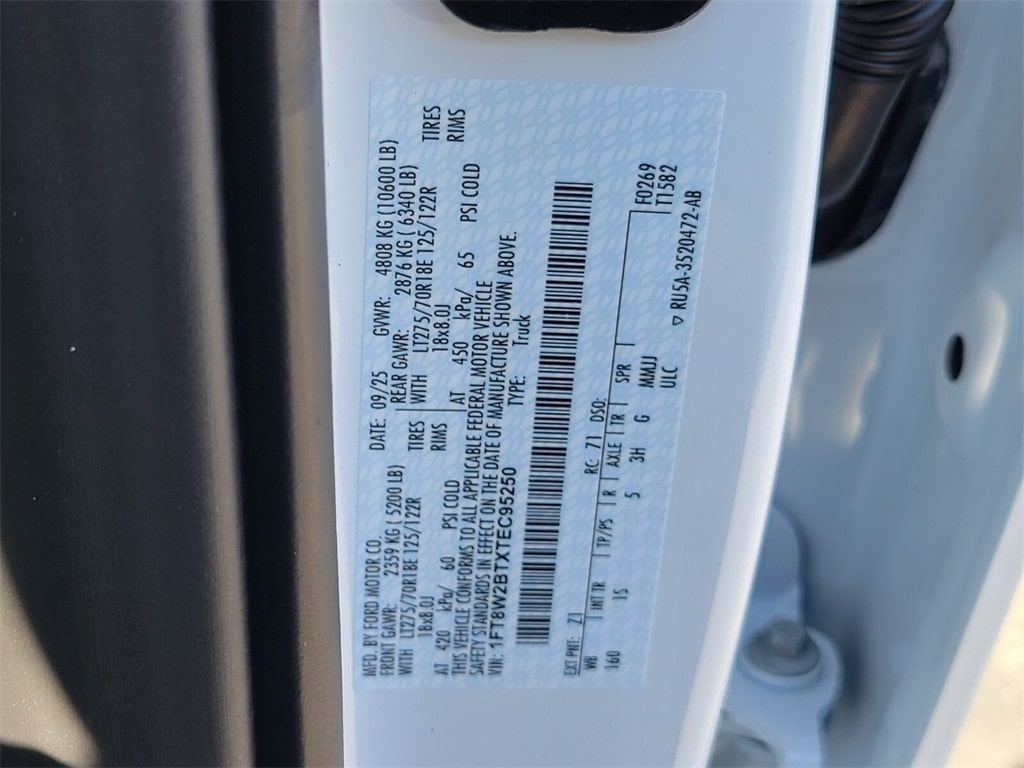 MFD. BY FORD MOTOR CO.
DATE: 09/25 GVWR: 4808 KG (10600 LB)
FRONT GAWR: 2359 KG ( 5200 LB)
REAR GAWR: 2876 KG ( 6340 LB)
WITH LT275/70R18E 125/122R TIRES
WITH LT275/70R18E 125/122R TIRES
18x8.0J RIMS
18x8.0J RIMS
AT 420 kPa/ 60 PSI COLD
AT 450 kPa/ 65 PSI COLD
THIS VEHICLE CONFORMS TO ALL APPLICABLE FEDERAL MOTOR VEHICLE
SAFETY STANDARDS IN EFFECT ON THE DATE OF MANUFACTURE SHOWN ABOVE.
VIN: 1FT8W2BTXTEC95250 TYPE: Truck
EXT PNT: Z1 RC: 71 DSO: F0269
WB INT TR TP/PS R AXLE TR SPR TT582
160 15 5 3H G MMJJ
ULC
RU5A-3520472-AB